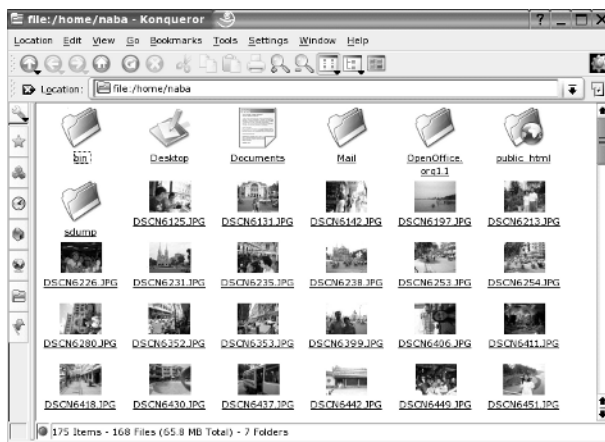 file:/home/naba - Konqueror
Location Edit View Go Bookmarks Tools Settings Window Help
Location: file:/home/naba
bin Desktop Documents Mail OpenOffice.org1.1 public_html
sdump DSCN6125.JPG DSCN6131.JPG DSCN6142.JPG DSCN6197.JPG DSCN6213.JPG
DSCN6226.JPG DSCN6231.JPG DSCN6235.JPG DSCN6238.JPG DSCN6253.JPG DSCN6254.JPG
DSCN6280.JPG DSCN6352.JPG DSCN6353.JPG DSCN6399.JPG DSCN6406.JPG DSCN6411.JPG
DSCN6418.JPG DSCN6430.JPG DSCN6437.JPG DSCN6442.JPG DSCN6449.JPG DSCN6451.JPG
175 Items - 168 Files (65.8 MB Total) - 7 Folders